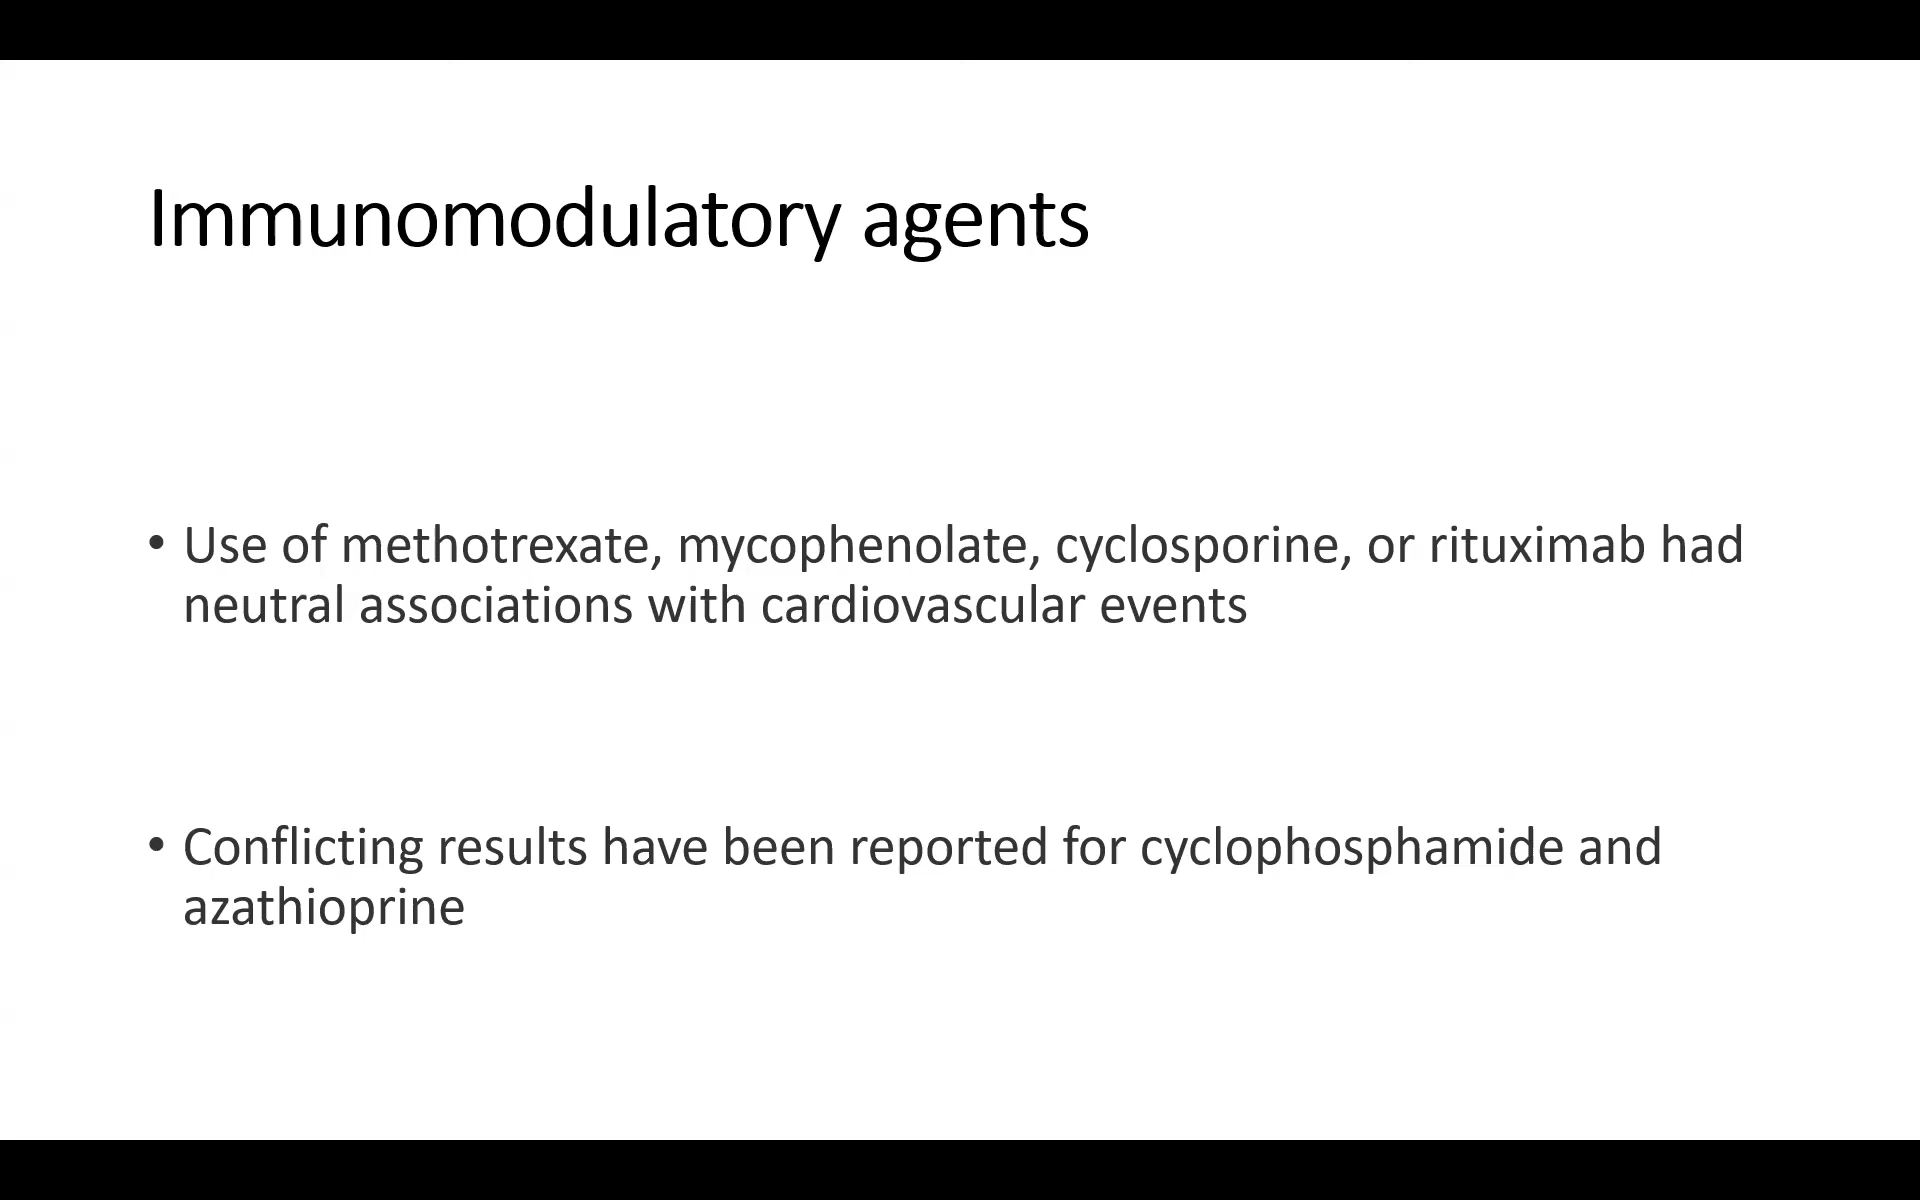 Immunomodulatory agents
• Use of methotrexate, mycophenolate, cyclosporine, or rituximab had
neutral associations with cardiovascular events
• Conflicting results have been reported for cyclophosphamide and
azathioprine